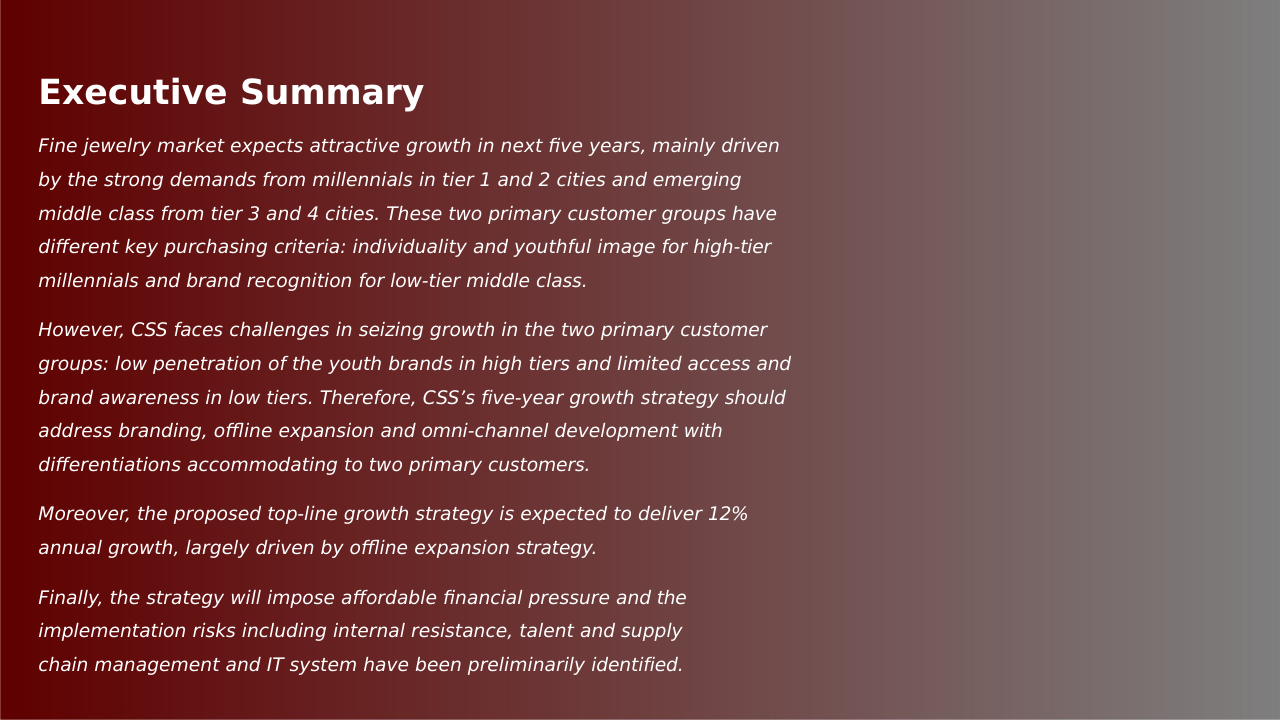 Executive Summary
Fine jewelry market expects attractive growth in next five years, mainly driven
by the strong demands from millennials in tier 1 and 2 cities and emerging
middle class from tier 3 and 4 cities. These two primary customer groups have
different key purchasing criteria: individuality and youthful image for high-tier
millennials and brand recognition for low-tier middle class.
However, CSS faces challenges in seizing growth in the two primary customer
groups: low penetration of the youth brands in high tiers and limited access and
brand awareness in low tiers. Therefore, CSS’s five-year growth strategy should
address branding, offline expansion and omni-channel development with
differentiations accommodating to two primary customers.
Moreover, the proposed top-line growth strategy is expected to deliver 12%
annual growth, largely driven by offline expansion strategy.
Finally, the strategy will impose affordable financial pressure and the
implementation risks including internal resistance, talent and supply
chain management and IT system have been preliminarily identified.